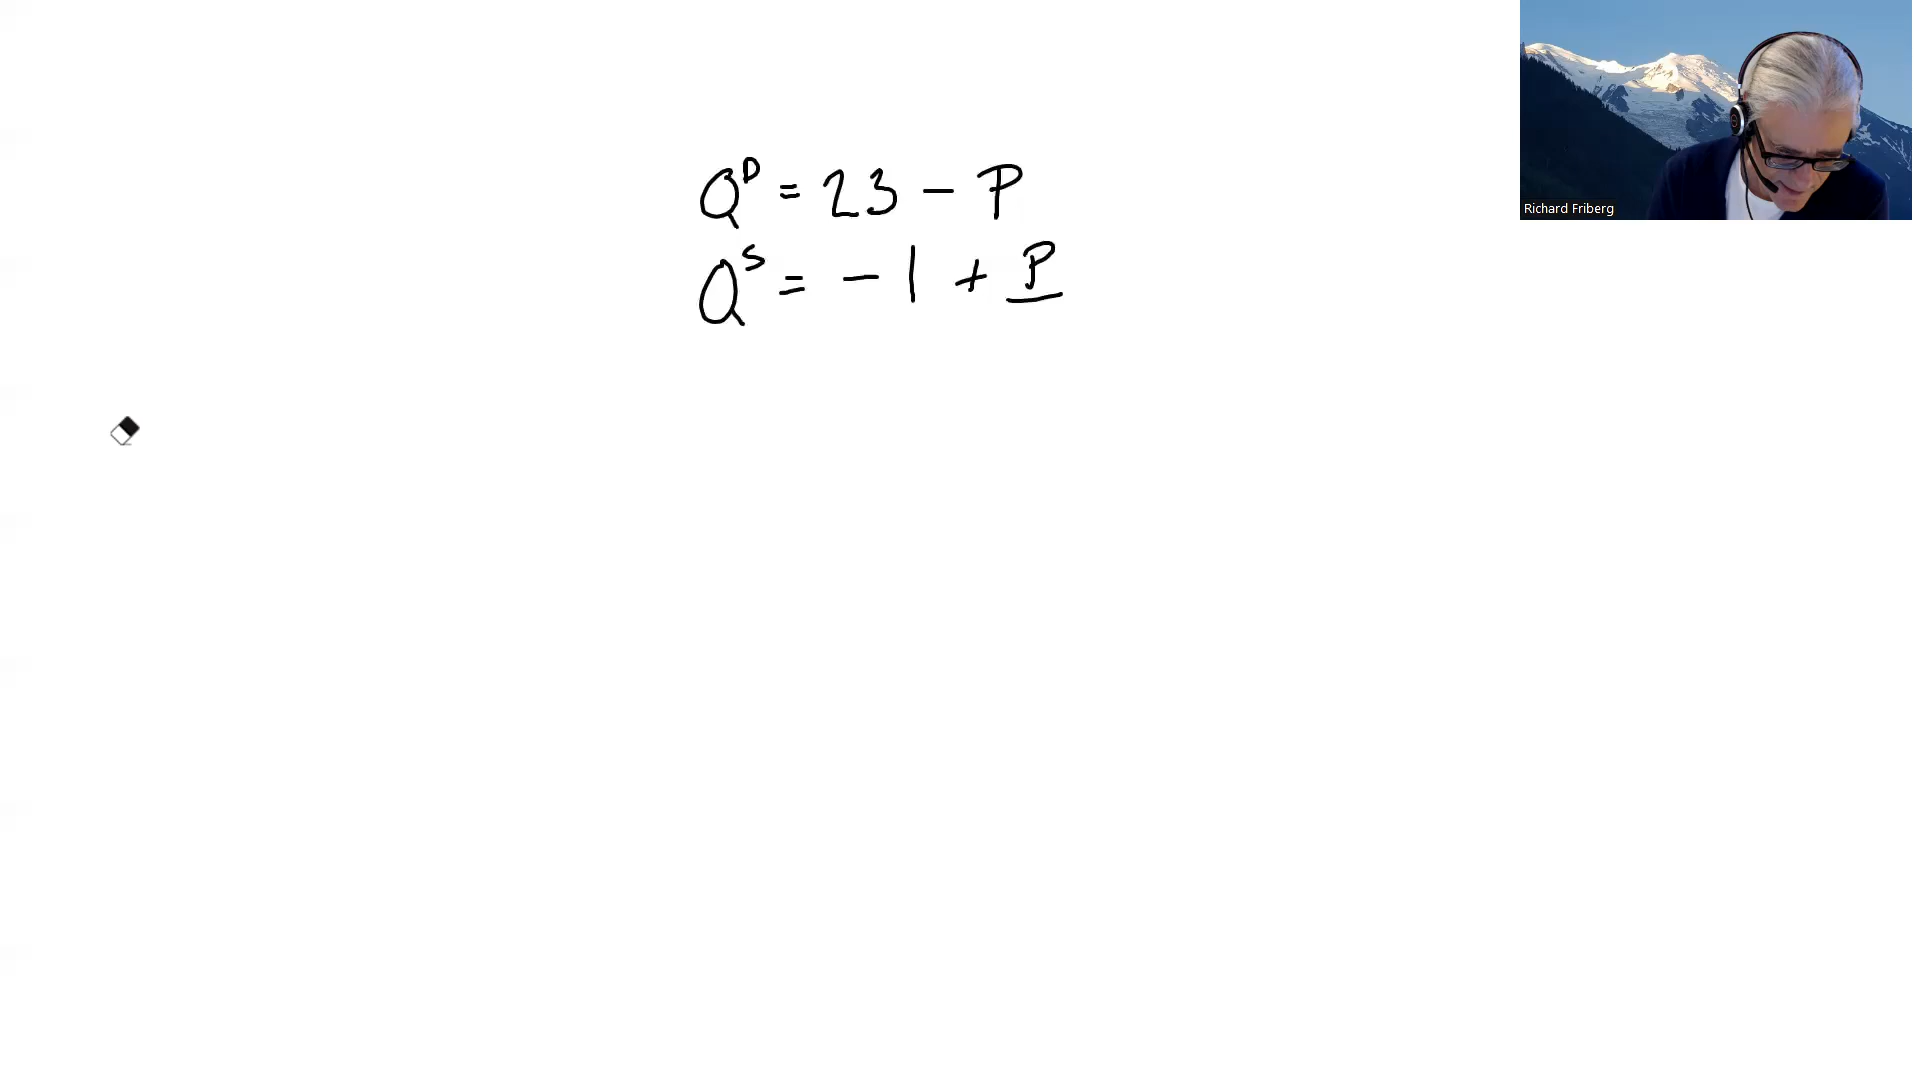 Q^D = 23 - P
Q^S = - 1 + P
Richard Friberg